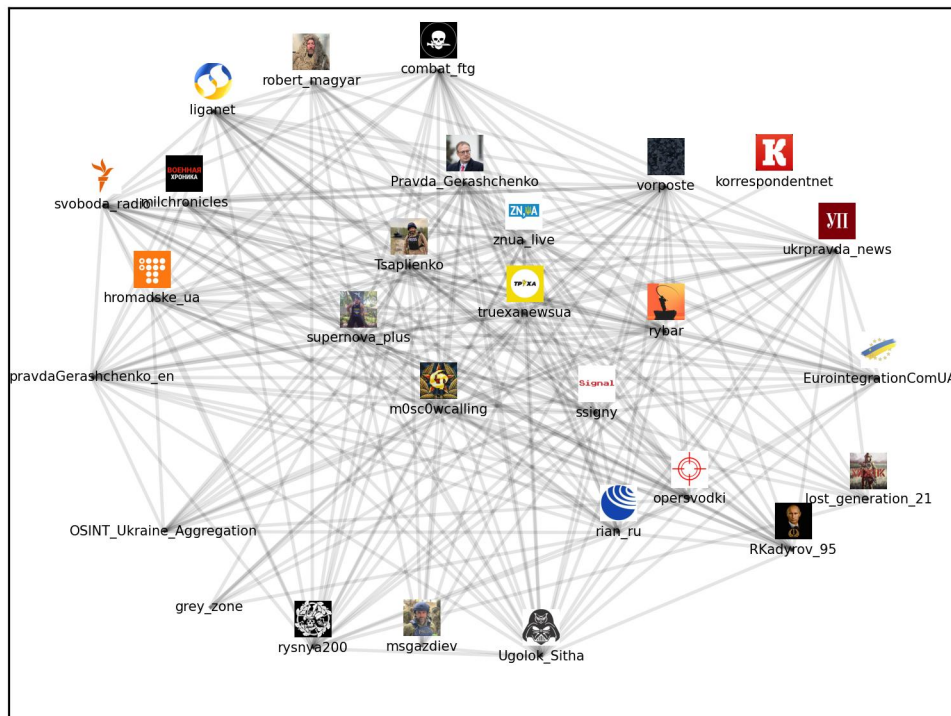 robert_magyar
combat_ftg
liganet
ВОЕННАЯ
ХРОНИКА
svoboda_radio
milchronicles
Pravda_Gerashchenko
vorposte
К
korrespondentnet
ZN,UA
znua_live
УП
ukrpravda_news
Tsaplienko
hromadske_ua
ТРУХА
truexanewsua
supernova_plus
rybar
pravdaGerashchenko_en
EurointegrationComUA
m0sc0wcalling
Signal
ssigny
opersvodki
lost_generation_21
OSINT_Ukraine_Aggregation
rian_ru
RKadyrov_95
grey_zone
rysnya200
msgazdiev
Ugolok_Sitha